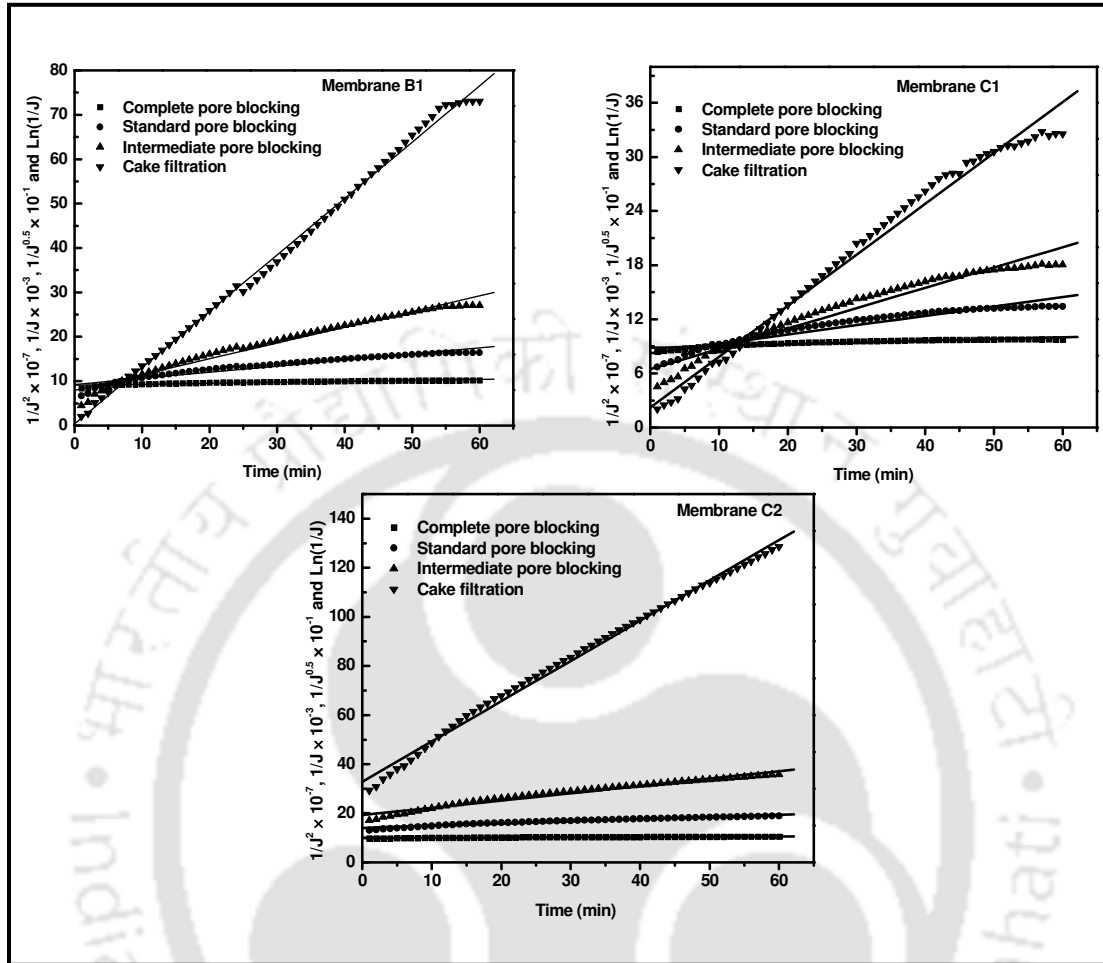 Membrane B1
Complete pore blocking
Standard pore blocking
Intermediate pore blocking
Cake filtration
1/J² × 10⁻⁷, 1/J × 10⁻³, 1/J⁰·⁵ × 10⁻¹ and Ln(1/J)
80
70
60
50
40
30
20
10
0
0 10 20 30 40 50 60
Time (min)
Membrane C1
Complete pore blocking
Standard pore blocking
Intermediate pore blocking
Cake filtration
1/J² × 10⁻⁷, 1/J × 10⁻³, 1/J⁰·⁵ × 10⁻¹ and Ln(1/J)
36
30
24
18
12
6
0
0 10 20 30 40 50 60
Time (min)
Membrane C2
Complete pore blocking
Standard pore blocking
Intermediate pore blocking
Cake filtration
1/J² × 10⁻⁷, 1/J × 10⁻³, 1/J⁰·⁵ × 10⁻¹ and Ln(1/J)
140
120
100
80
60
40
20
0
0 10 20 30 40 50 60
Time (min)